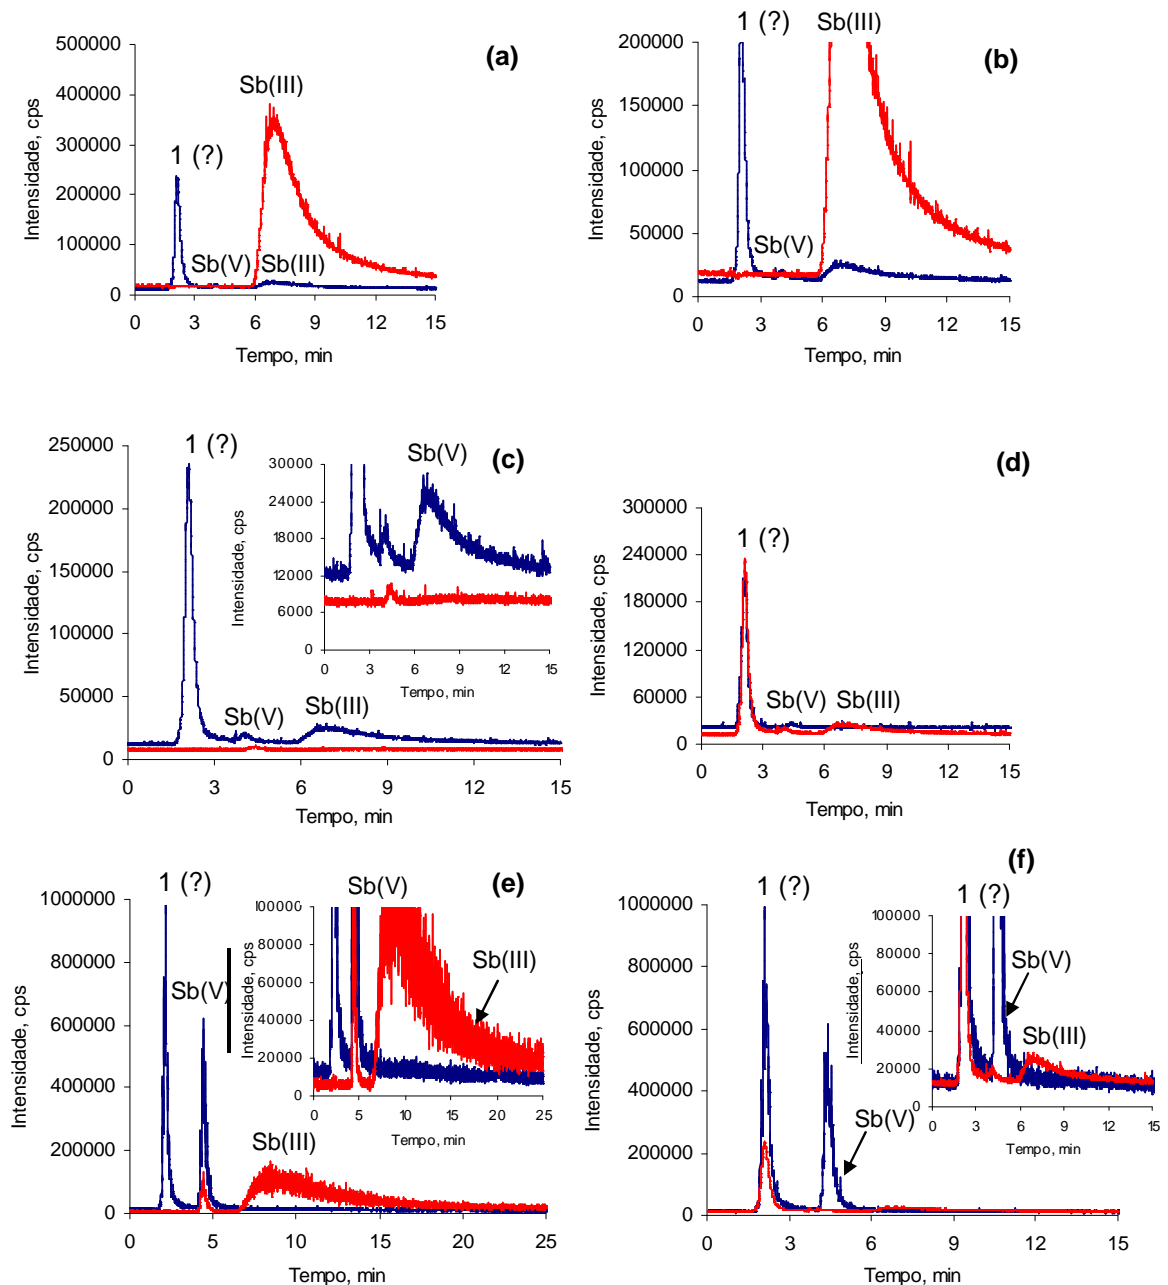 (a)
500000
400000
300000
200000
100000
0
Intensidade, cps
1 (?)
Sb(III)
Sb(V)
Sb(III)
0 3 6 9 12 15
Tempo, min
(b)
200000
150000
100000
50000
0
Intensidade, cps
1 (?)
Sb(III)
Sb(V)
0 3 6 9 12 15
Tempo, min
(c)
250000
200000
150000
100000
50000
0
Intensidade, cps
1 (?)
Sb(V)
Sb(III)
0 3 6 9 12 15
Tempo, min
Sb(V)
30000
24000
18000
12000
6000
0
Intensidade, cps
0 3 6 9 12 15
Tempo, min
(d)
300000
240000
180000
120000
60000
0
Intensidade, cps
1 (?)
Sb(V)
Sb(III)
0 3 6 9 12 15
Tempo, min
(e)
1000000
800000
600000
400000
200000
0
Intensidade, cps
1 (?)
Sb(V)
Sb(III)
0 5 10 15 20 25
Tempo, min
Sb(V)
100000
80000
60000
40000
20000
0
Intensidade, cps
Sb(III)
0 5 10 15 20 25
Tempo, min
(f)
1000000
800000
600000
400000
200000
0
Intensidade, cps
1 (?)
Sb(V)
0 3 6 9 12 15
Tempo, min
1 (?)
100000
80000
60000
40000
20000
0
Intensidade, cps
Sb(V)
Sb(III)
0 3 6 9 12 15
Tempo, min